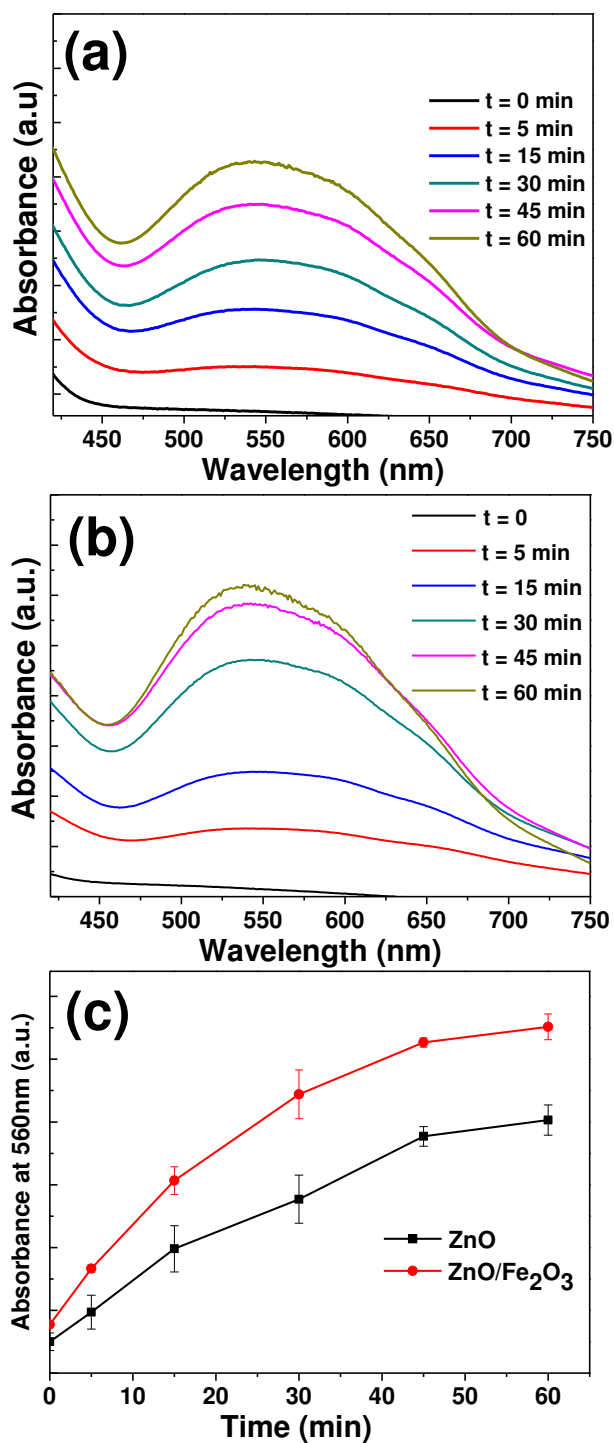 (a)
t = 0 min
t = 5 min
t = 15 min
t = 30 min
t = 45 min
t = 60 min
Absorbance (a.u)
450 500 550 600 650 700 750
Wavelength (nm)
(b)
t = 0
t = 5 min
t = 15 min
t = 30 min
t = 45 min
t = 60 min
Absorbance (a.u.)
450 500 550 600 650 700 750
Wavelength (nm)
(c)
Absorbance at 560nm (a.u.)
ZnO
ZnO/Fe₂O₃
0 10 20 30 40 50 60
Time (min)